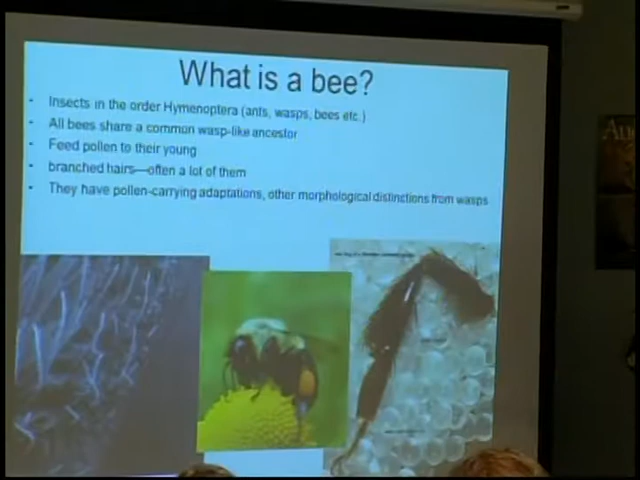 What is a bee?
- Insects in the order Hymenoptera (ants, wasps, bees etc.)
- All bees share a common wasp-like ancestor
- Feed pollen to their young
- branched hairs—often a lot of them
- They have pollen-carrying adaptations, other morphological distinctions from wasps